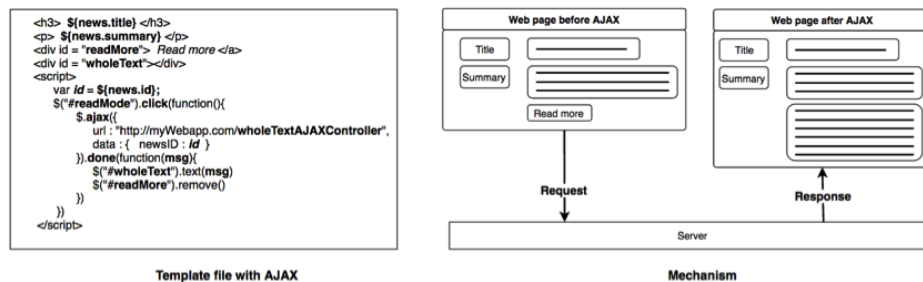 <h3> ${news.title} </h3>
<p> ${news.summary} </p>
<div id = "readMore"> Read more </a>
<div id = "wholeText"></div>
<script>
var id = ${news.id};
$("#readMode").click(function(){
$.ajax({
url : "http://myWebapp.com/wholeTextAJAXController",
data : { newsID : id }
}).done(function(msg){
$("#wholeText").text(msg)
$("#readMore").remove()
})
})
</script>
Template file with AJAX
Web page before AJAX
Title
Summary
Read more
Web page after AJAX
Title
Summary
Request
Response
Server
Mechanism